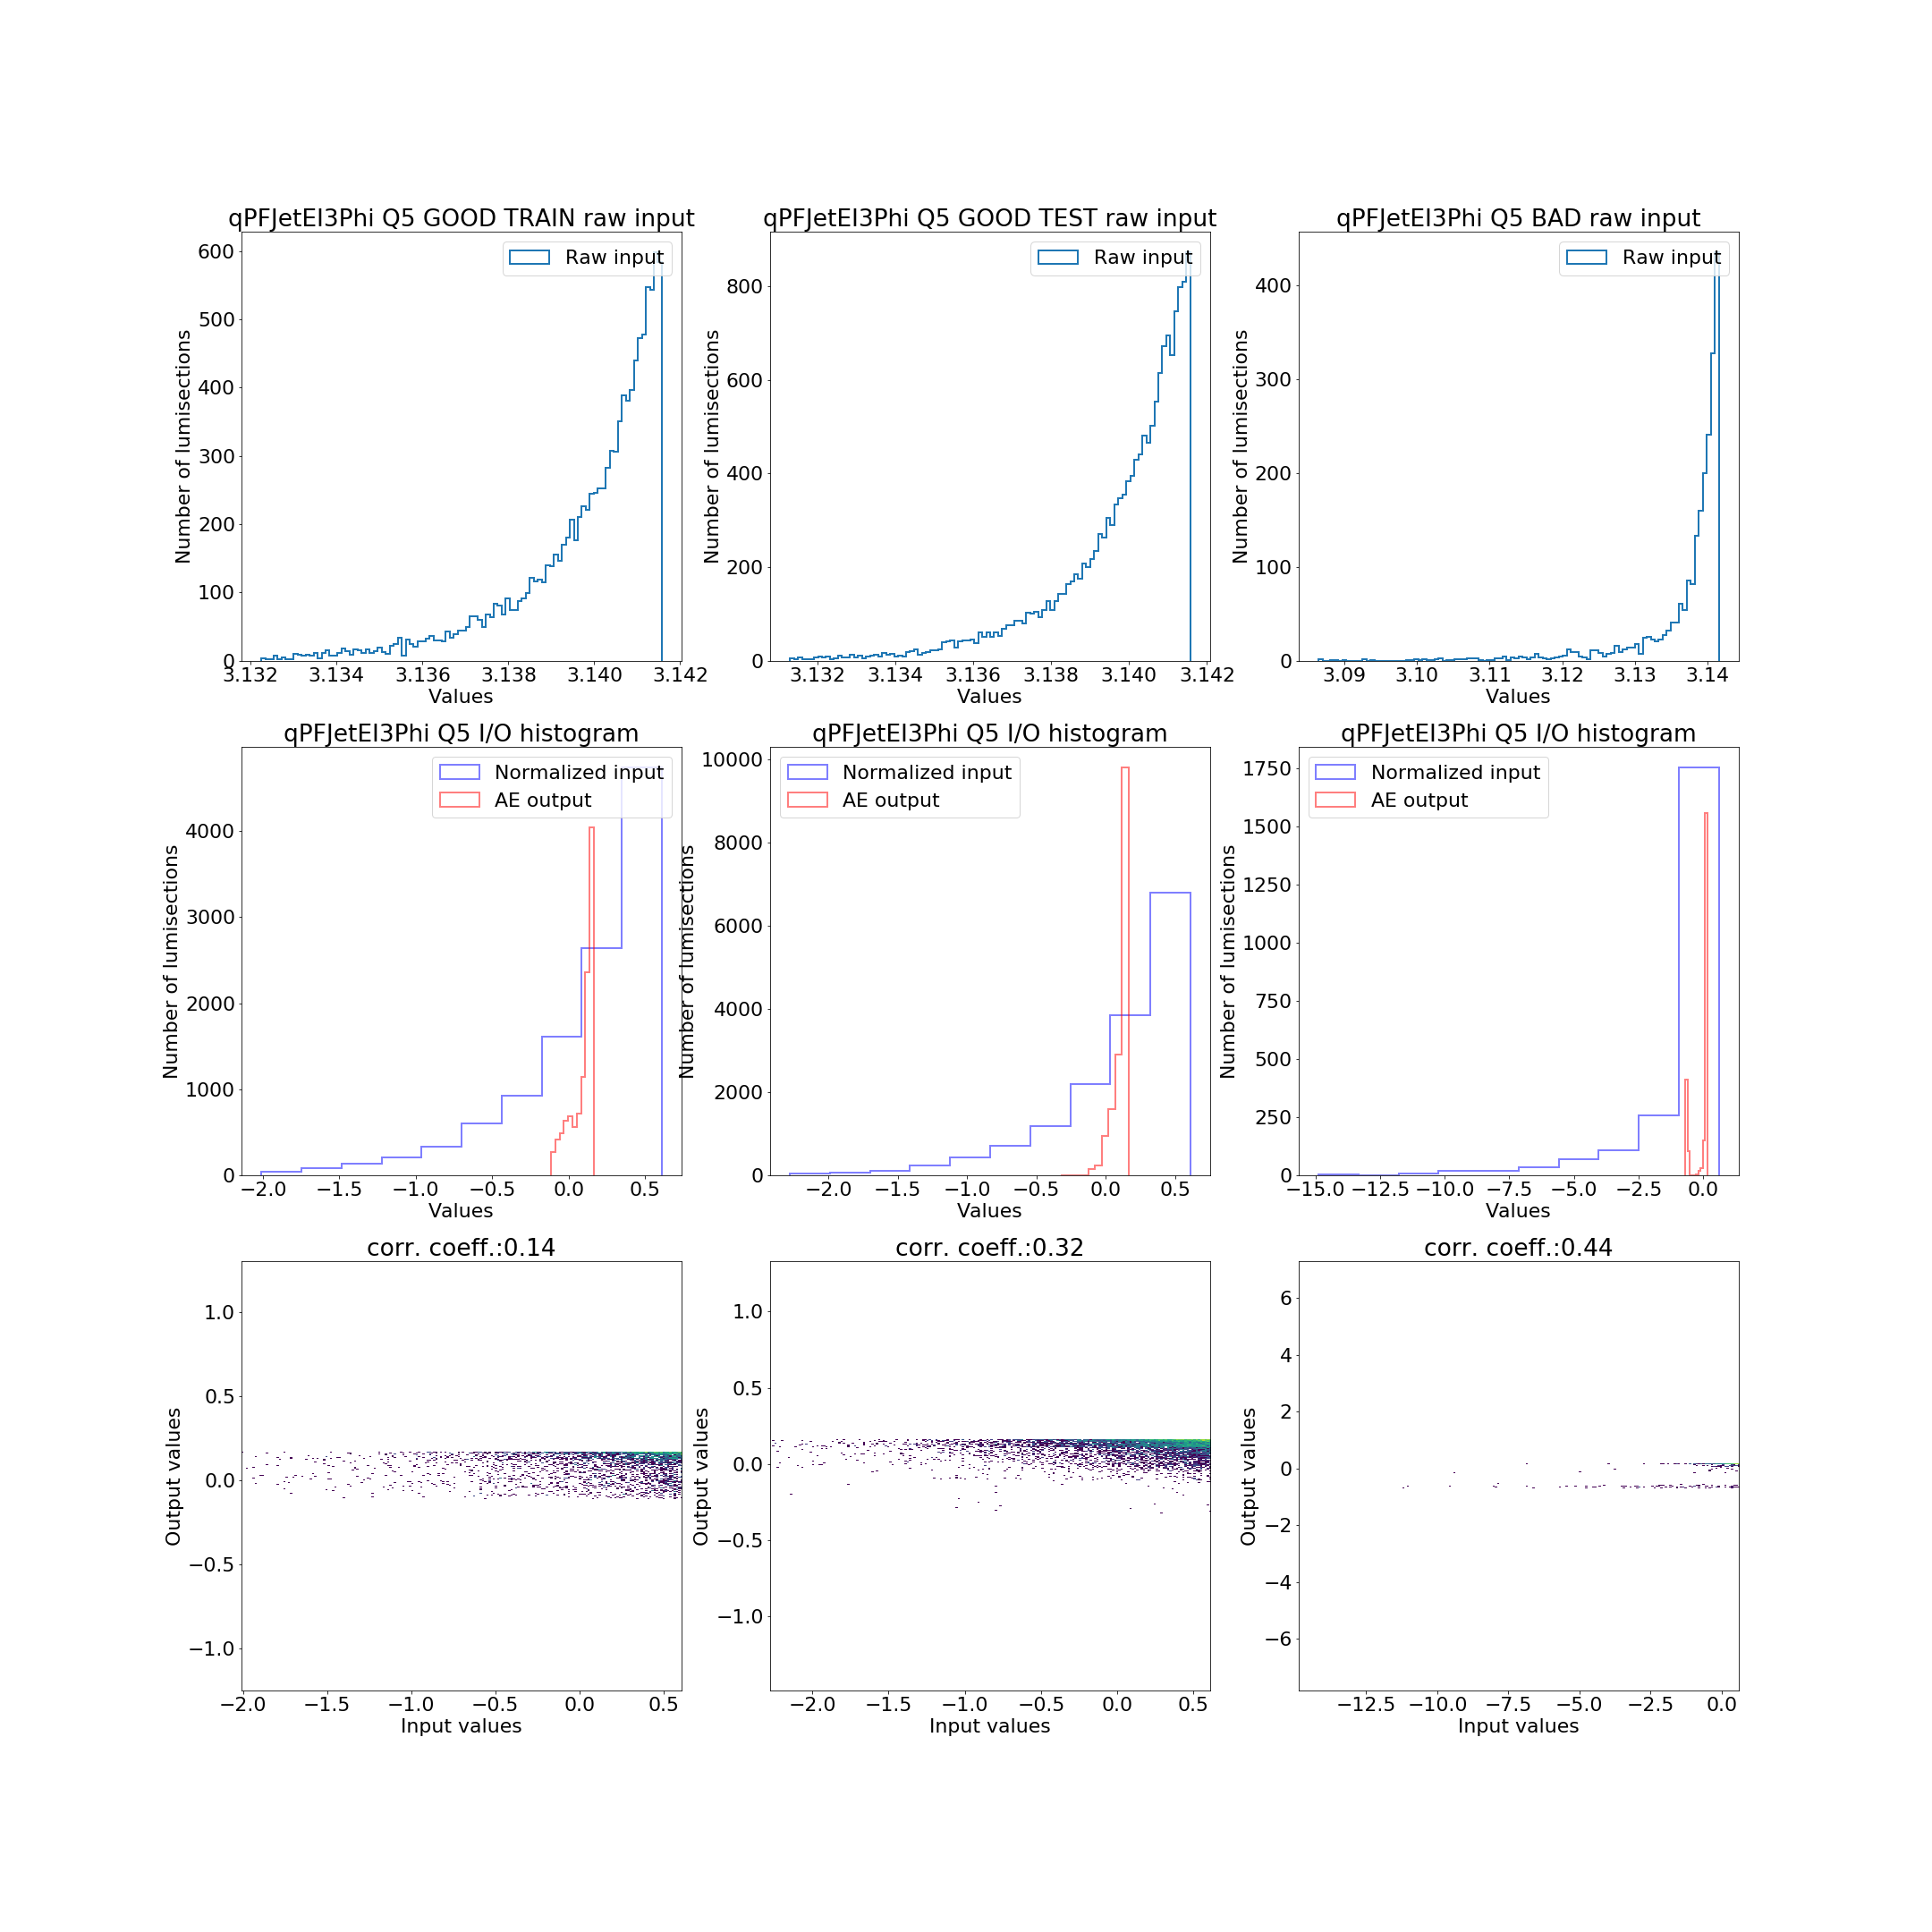 qPFJetEI3Phi Q5 GOOD TRAIN raw input
qPFJetEI3Phi Q5 GOOD TEST raw input
qPFJetEI3Phi Q5 BAD raw input
Raw input
Raw input
Raw input
Number of lumisections
600
500
400
300
200
100
0
3.132 3.134 3.136 3.138 3.140 3.142
Values
Number of lumisections
800
600
400
200
0
3.132 3.134 3.136 3.138 3.140 3.142
Values
Number of lumisections
400
300
200
100
0
3.09 3.10 3.11 3.12 3.13 3.14
Values
qPFJetEI3Phi Q5 I/O histogram
qPFJetEI3Phi Q5 I/O histogram
qPFJetEI3Phi Q5 I/O histogram
Normalized input
AE output
Normalized input
AE output
Normalized input
AE output
Number of lumisections
4000
3000
2000
1000
0
−2.0 −1.5 −1.0 −0.5 0.0 0.5
Values
Number of lumisections
10000
8000
6000
4000
2000
0
−2.0 −1.5 −1.0 −0.5 0.0 0.5
Values
Number of lumisections
1750
1500
1250
1000
750
500
250
0
−15.0 −12.5 −10.0 −7.5 −5.0 −2.5 0.0
Values
corr. coeff.:0.14
corr. coeff.:0.32
corr. coeff.:0.44
Output values
1.0
0.5
0.0
−0.5
−1.0
−2.0 −1.5 −1.0 −0.5 0.0 0.5
Input values
Output values
1.0
0.5
0.0
−0.5
−1.0
−2.0 −1.5 −1.0 −0.5 0.0 0.5
Input values
Output values
6
4
2
0
−2
−4
−6
−12.5 −10.0 −7.5 −5.0 −2.5 0.0
Input values